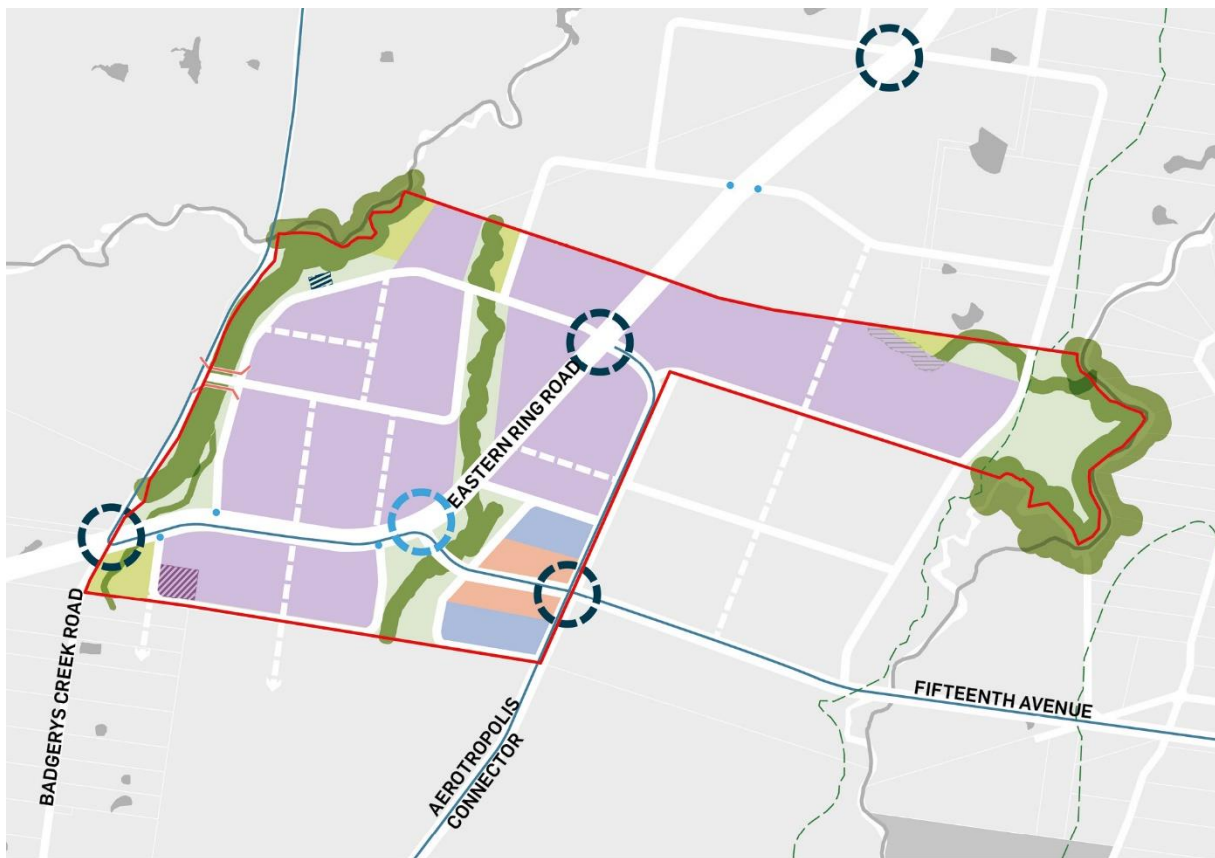 EASTERN RING ROAD
BADGERYS CREEK ROAD
AEROTROPOLIS
CONNECTOR
FIFTEENTH AVENUE